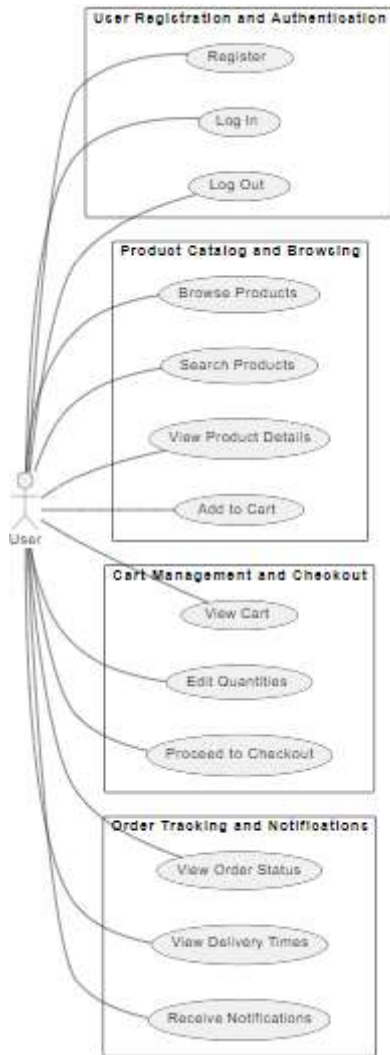 User Registration and Authentication
Register
Log In
Log Out
Product Catalog and Browsing
Browse Products
Search Products
View Product Details
Add to Cart
User
Cart Management and Checkout
View Cart
Edit Quantities
Proceed to Checkout
Order Tracking and Notifications
View Order Status
View Delivery Times
Receive Notifications